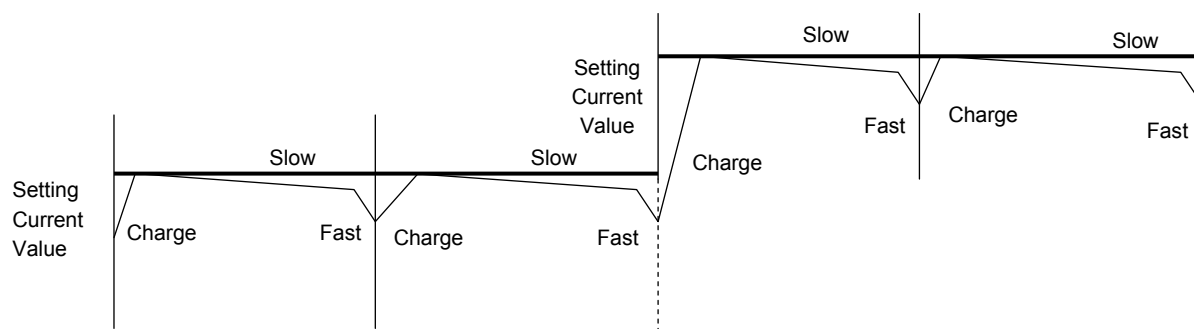 Slow
Slow
Setting
Current
Value
Fast
Charge
Fast
Charge
Slow
Slow
Setting
Current
Value
Charge
Fast
Charge
Fast